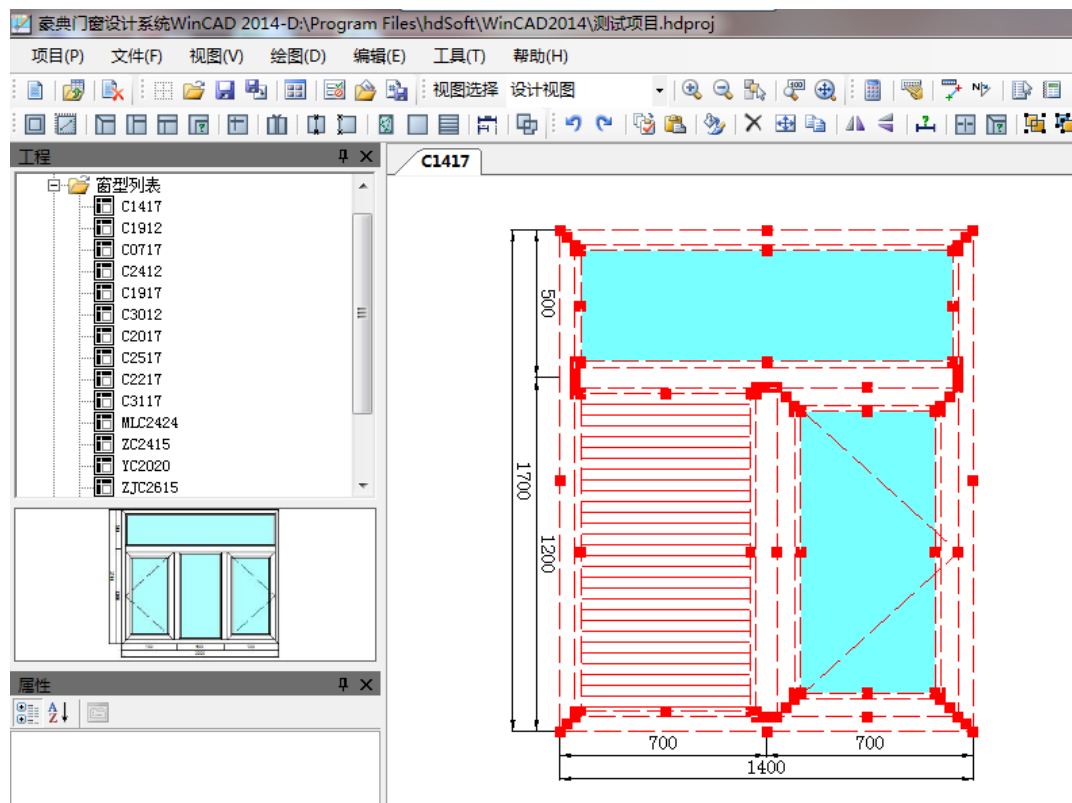 豪典门窗设计系统WinCAD 2014-D:\Program Files\hdSoft\WinCAD2014\测试项目.hdproj
项目(P) 文件(F) 视图(V) 绘图(D) 编辑(E) 工具(T) 帮助(H)
视图选择 设计视图
工程
C1417
窗型列表
C1417
C1912
C0717
C2412
C1917
C3012
C2017
C2517
C2217
C3117
MLC2424
ZC2415
YC2020
ZJC2615
属性
500
1700
1200
700 700
1400